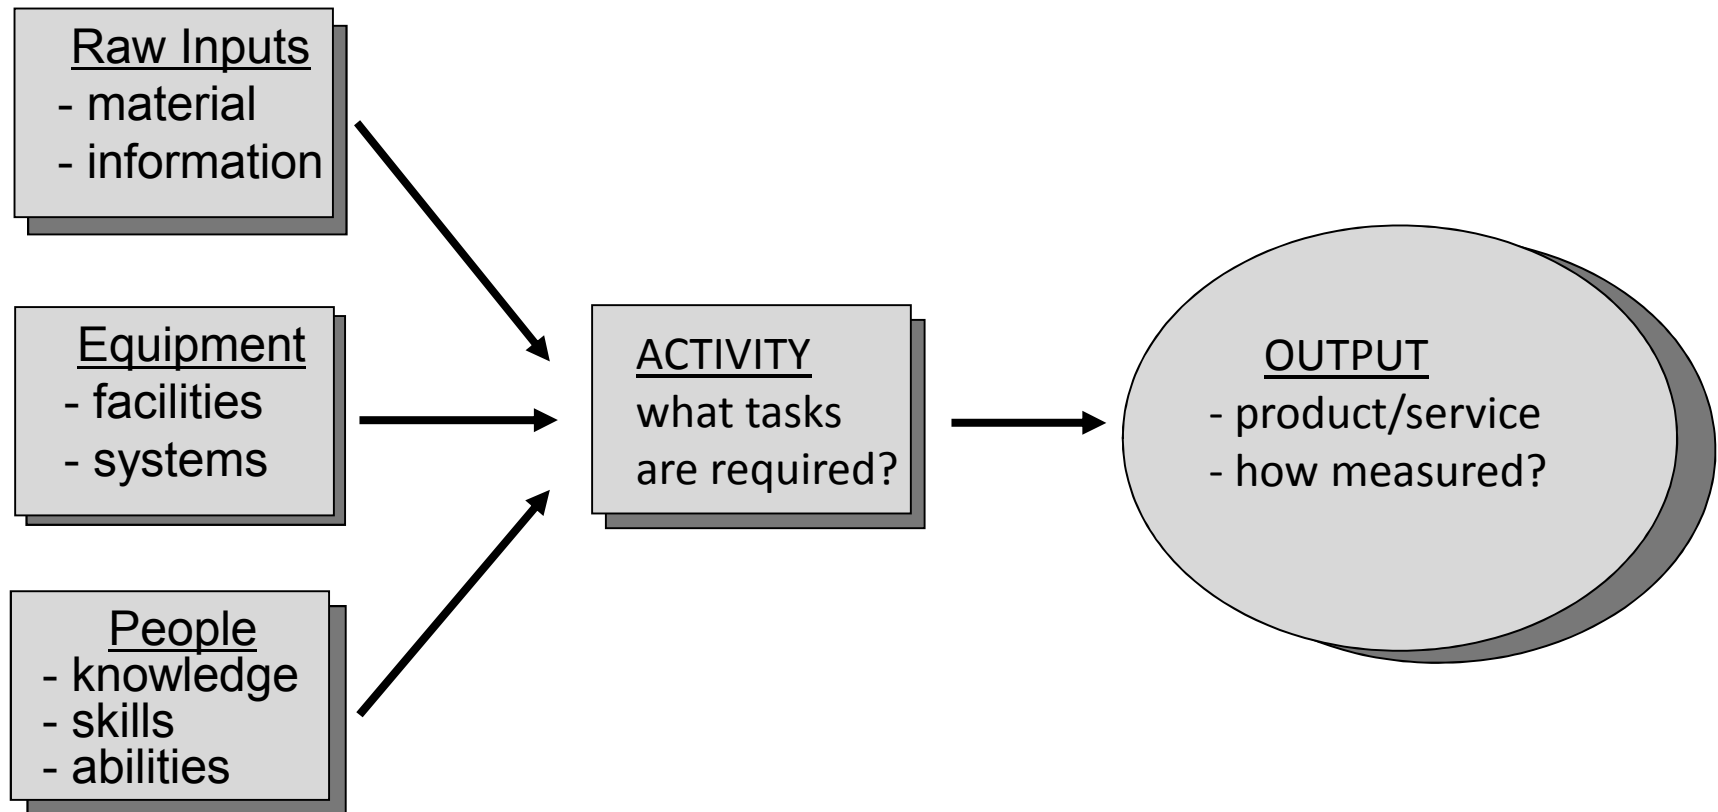 Raw Inputs
- material
- information
Equipment
- facilities
- systems
People
- knowledge
- skills
- abilities
ACTIVITY
what tasks
are required?
OUTPUT
- product/service
- how measured?